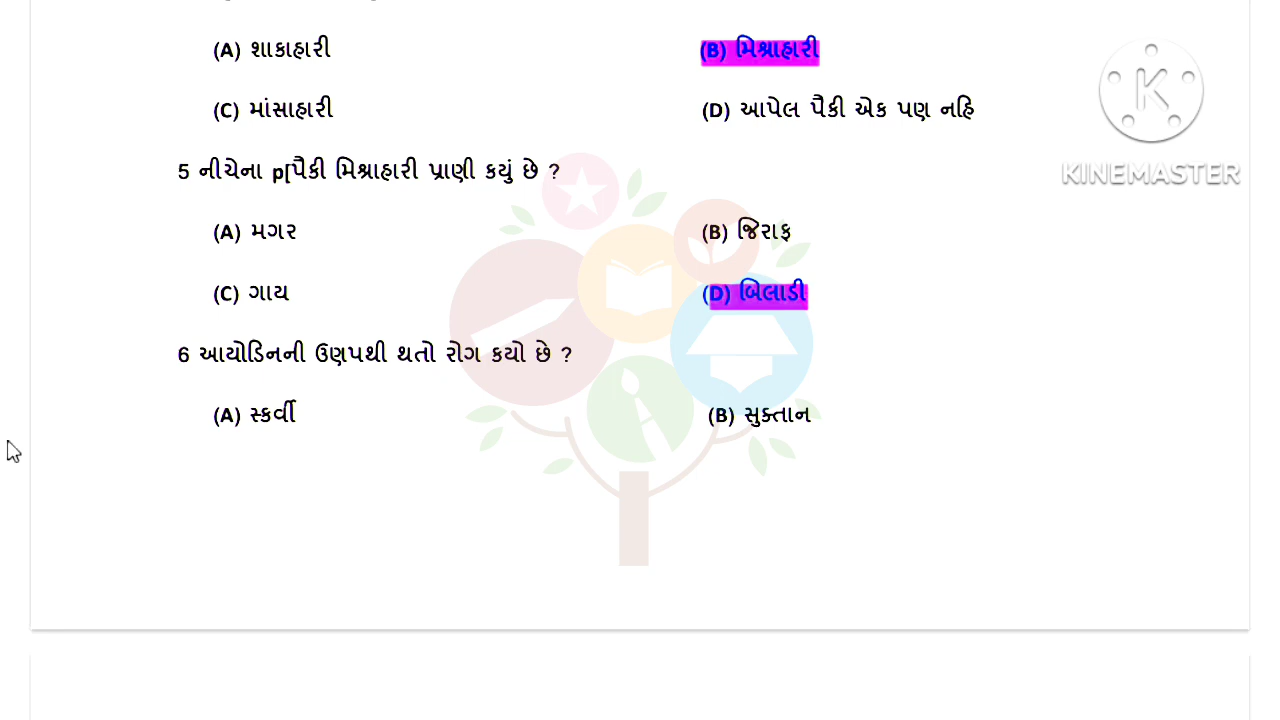 (A) શાકાહારી (B) મિશ્રાહારી
(C) માંસાહારી (D) આપેલ પૈકી એક પણ નહિ
5 નીચેના p[પૈકી મિશ્રાહારી પ્રાણી કયું છે ?
(A) મગર (B) જિરાફ
(C) ગાય (D) બિલાડી
6 આયોડિનની ઉણપથી થતો રોગ કયો છે ?
(A) સ્કર્વી (B) સુક્તાન
K
KINEMASTER